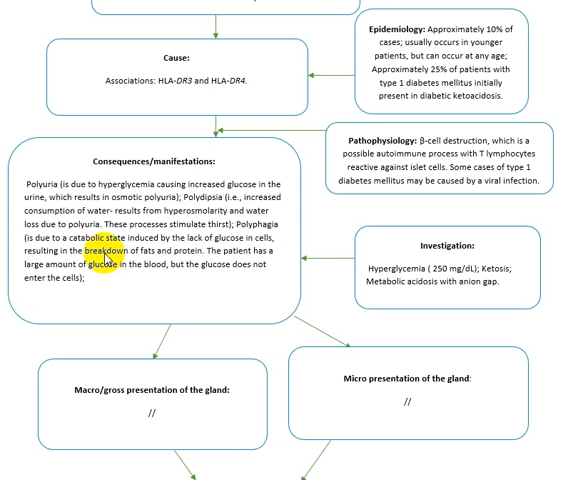 Cause:
Associations: HLA-DR3 and HLA-DR4.
Epidemiology: Approximately 10% of
cases; usually occurs in younger
patients, but can occur at any age;
Approximately 25% of patients with
type 1 diabetes mellitus initially
present in diabetic ketoacidosis.
Pathophysiology: β-cell destruction, which is a
possible autoimmune process with T lymphocytes
reactive against islet cells. Some cases of type 1
diabetes mellitus may be caused by a viral infection.
Consequences/manifestations:
Polyuria (is due to hyperglycemia causing increased glucose in the
urine, which results in osmotic polyuria); Polydipsia (i.e., increased
consumption of water- results from hyperosmolarity and water
loss due to polyuria. These processes stimulate thirst); Polyphagia
(is due to a catabolic state induced by the lack of glucose in cells,
resulting in the breakdown of fats and protein. The patient has a
large amount of glucose in the blood, but the glucose does not
enter the cells);
Investigation:
Hyperglycemia ( 250 mg/dL); Ketosis;
Metabolic acidosis with anion gap.
Macro/gross presentation of the gland:
//
Micro presentation of the gland:
//